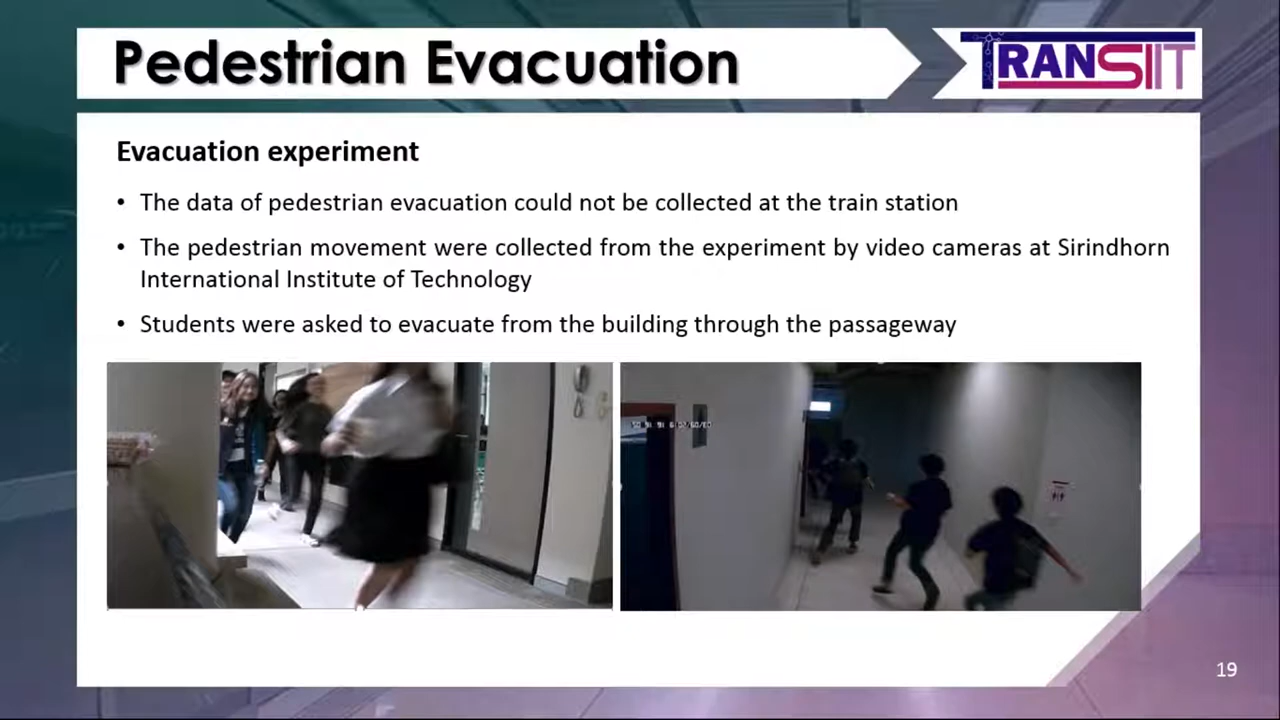 Pedestrian Evacuation
TRANSIIT
Evacuation experiment
• The data of pedestrian evacuation could not be collected at the train station
• The pedestrian movement were collected from the experiment by video cameras at Sirindhorn
International Institute of Technology
• Students were asked to evacuate from the building through the passageway
19